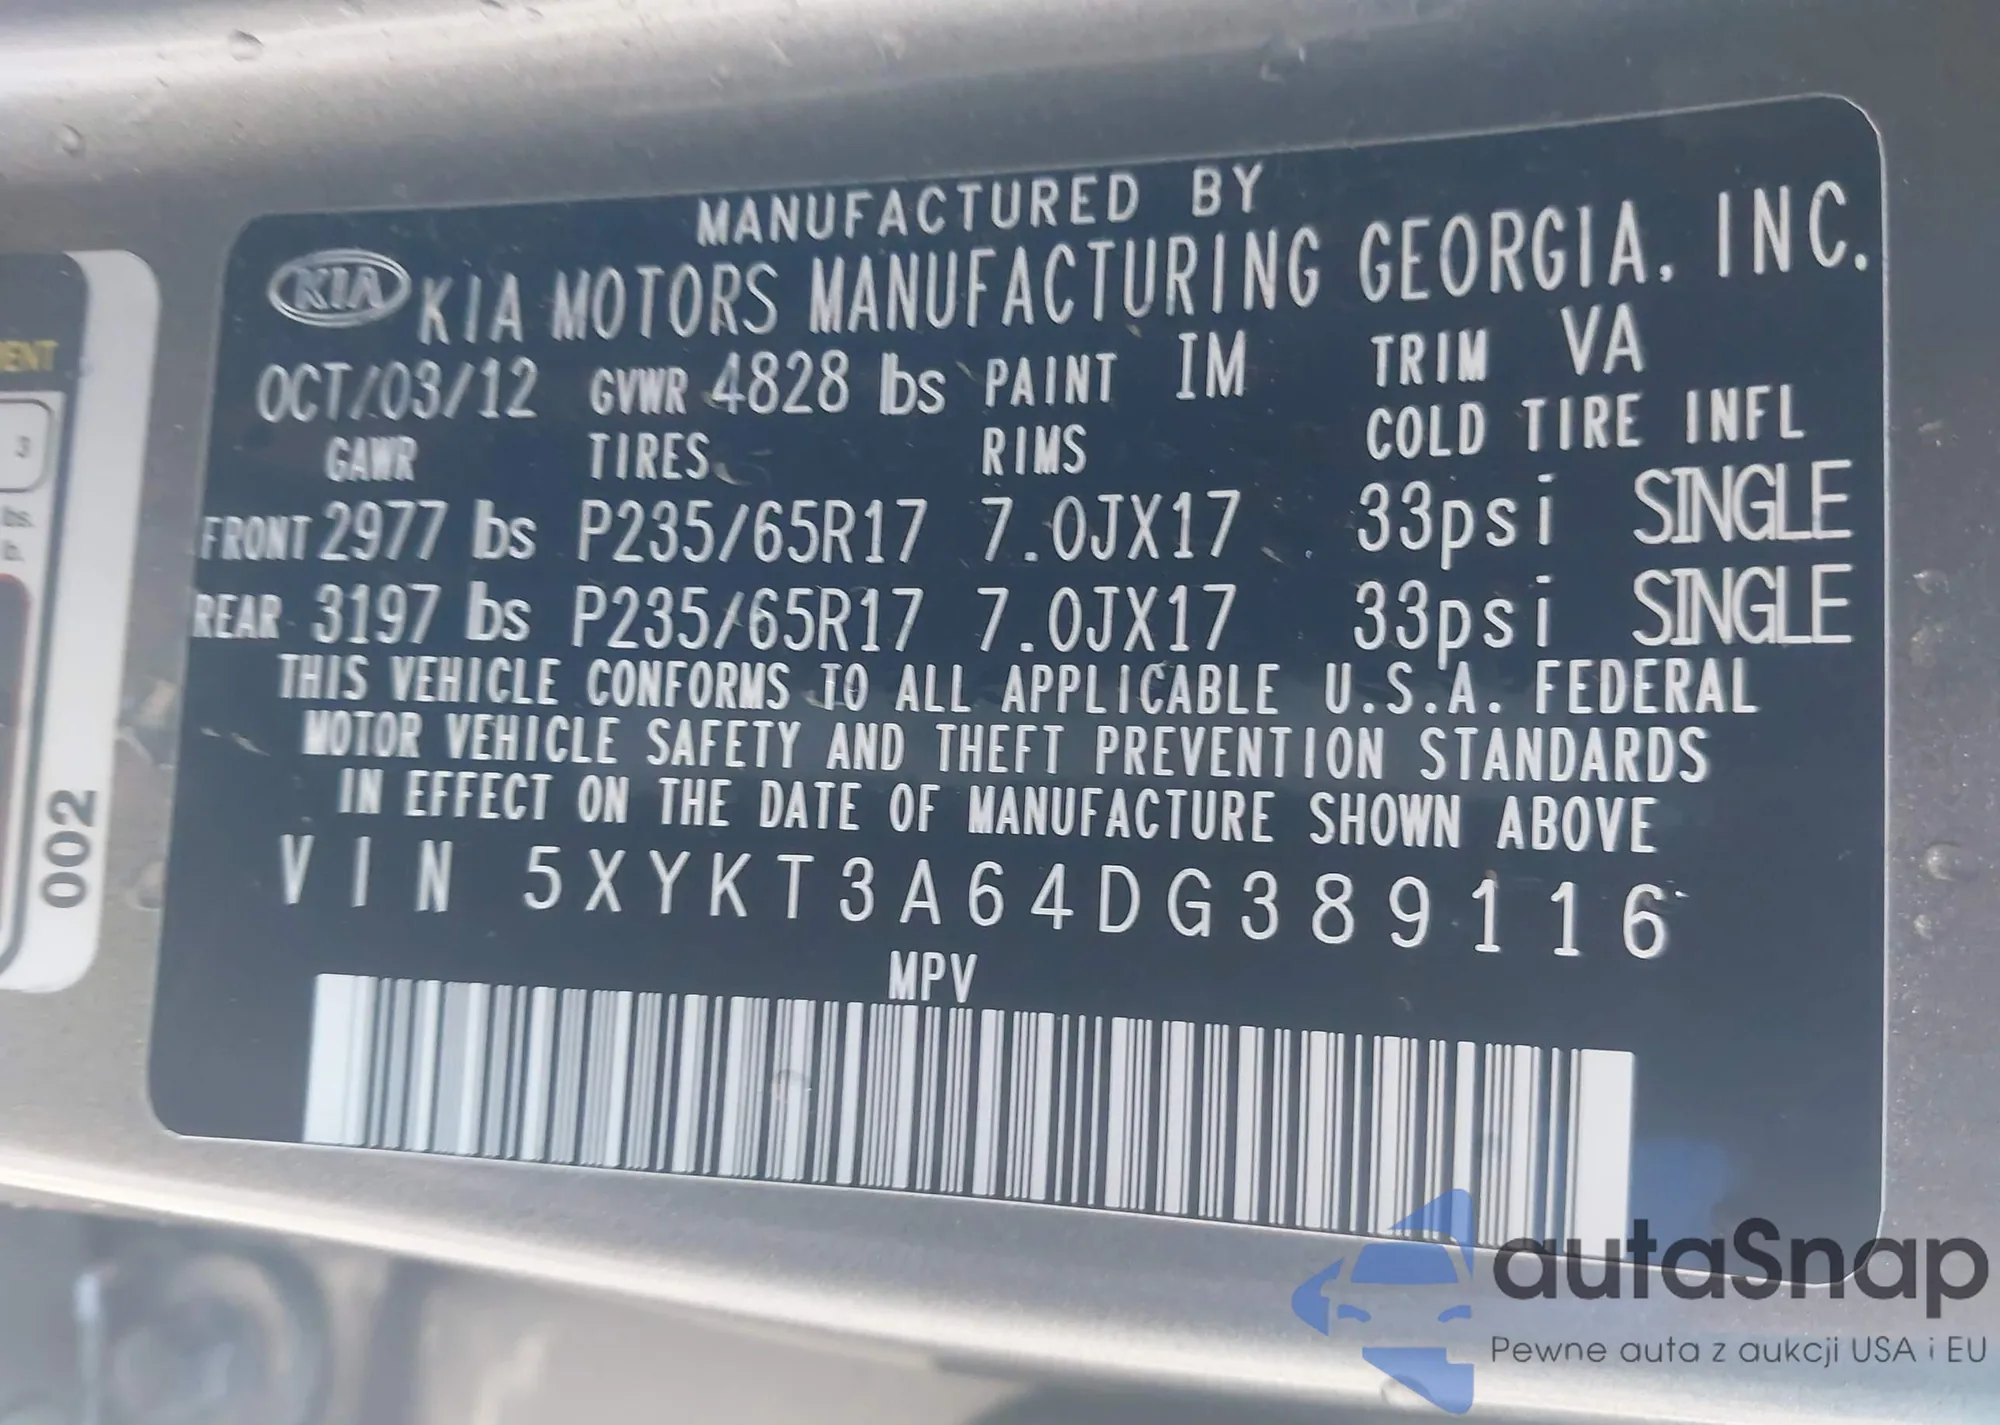 MANUFACTURED BY
KIA KIA MOTORS MANUFACTURING GEORGIA, INC.
OCT/03/12 GVWR 4828 lbs PAINT IM TRIM VA
GAWR TIRES RIMS COLD TIRE INFL
FRONT 2977 lbs P235/65R17 7.0JX17 33psi SINGLE
REAR 3197 lbs P235/65R17 7.0JX17 33psi SINGLE
THIS VEHICLE CONFORMS TO ALL APPLICABLE U.S.A. FEDERAL
MOTOR VEHICLE SAFETY AND THEFT PREVENTION STANDARDS
IN EFFECT ON THE DATE OF MANUFACTURE SHOWN ABOVE
VIN 5XYKT3A64DG389116
MPV
3
002
autaSnap
Pewne auta z aukcji USA i EU